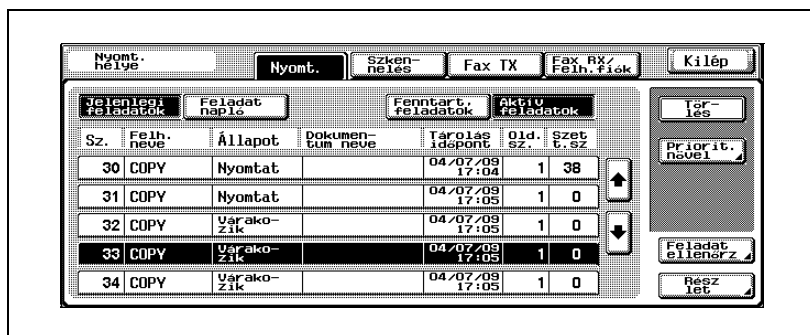 Nyomt.
helye
Nyomt.
Szken-
nelés
Fax TX
Fax RX/
Felh.fiók
Kilép
Jelenlegi
feladatok
Feladat
napló
Fenntart.
feladatok
Aktív
feladatok
Tör-
lés
Sz.
Felh.
neve
Állapot
Dokumen-
tum neve
Tárolás
időpont
Old.
sz.
Szet
t.sz
Priorit.
növel
30 COPY Nyomtat 04/07/09 17:04 1 38
31 COPY Nyomtat 04/07/09 17:05 1 0
32 COPY Várako-
zik 04/07/09 17:05 1 0
33 COPY Várako-
zik 04/07/09 17:05 1 0
34 COPY Várako-
zik 04/07/09 17:05 1 0
Feladat
ellenőrz
Rész
let